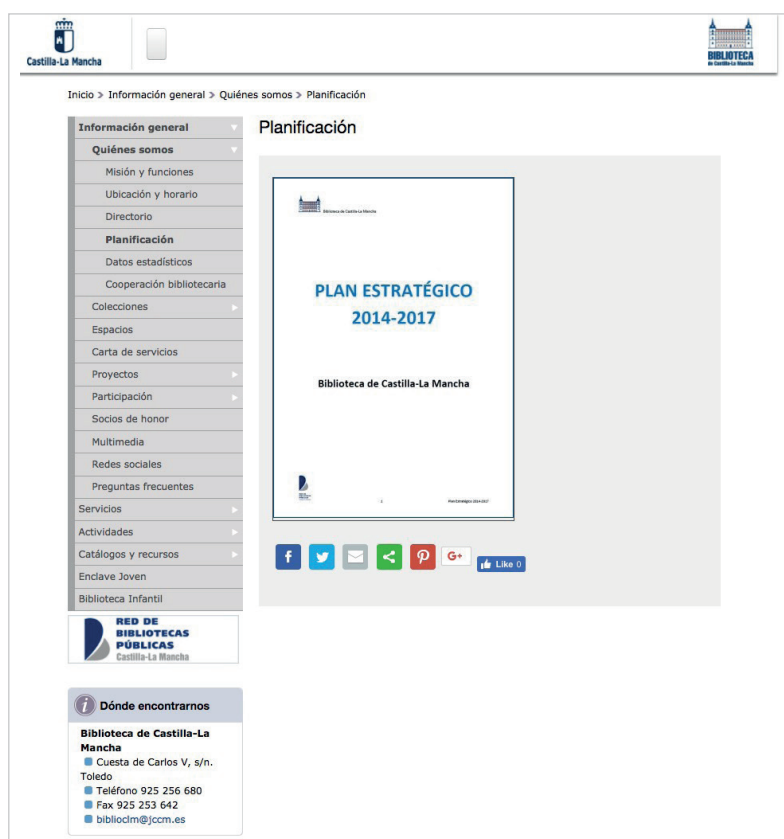 Castilla-La Mancha
BIBLIOTECA
de Castilla-La Mancha
Inicio > Información general > Quiénes somos > Planificación
Información general
Quiénes somos
Misión y funciones
Ubicación y horario
Directorio
Planificación
Datos estadísticos
Cooperación bibliotecaria
Colecciones
Espacios
Carta de servicios
Proyectos
Participación
Socios de honor
Multimedia
Redes sociales
Preguntas frecuentes
Servicios
Actividades
Catálogos y recursos
Enclave Joven
Biblioteca Infantil
RED DE
BIBLIOTECAS
PÚBLICAS
Castilla-La Mancha
Dónde encontrarnos
Biblioteca de Castilla-La
Mancha
Cuesta de Carlos V, s/n.
Toledo
Teléfono 925 256 680
Fax 925 253 642
biblioclm@jccm.es
Planificación
Biblioteca de Castilla-La Mancha
PLAN ESTRATÉGICO
2014-2017
Biblioteca de Castilla-La Mancha
Plan Estratégico 2014-2017
G+
Like 0